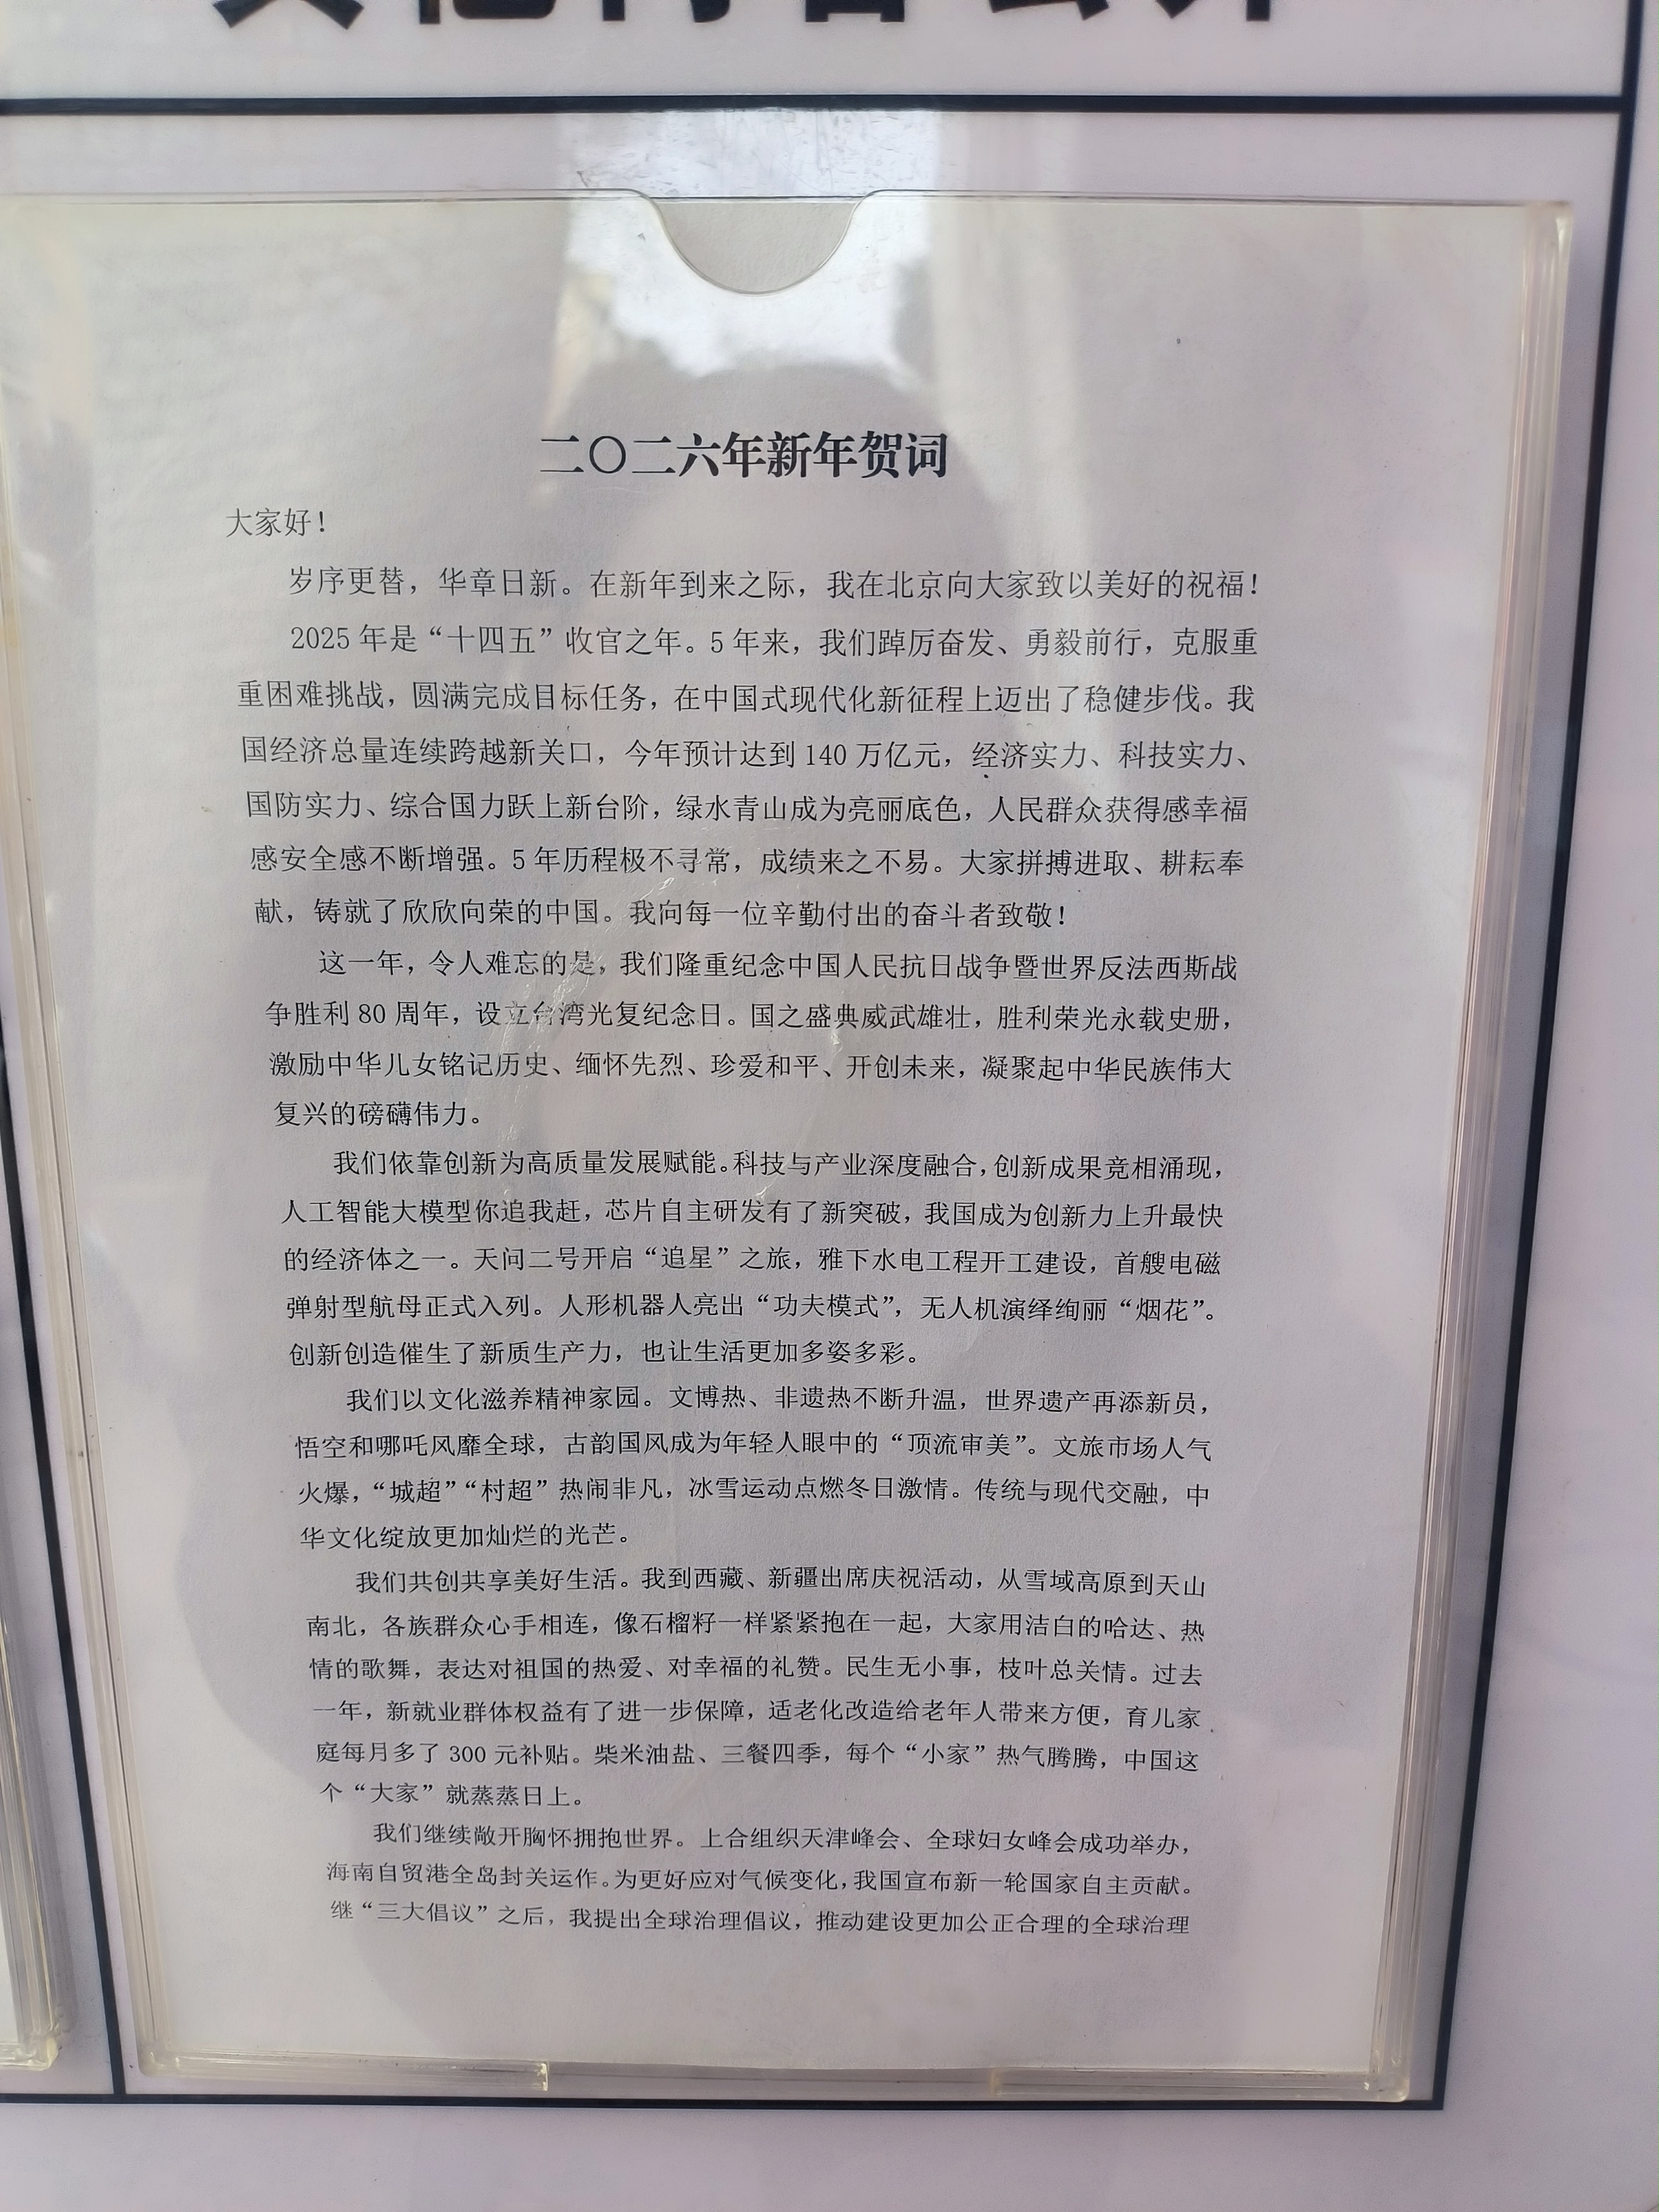 二〇二六年新年贺词
大家好！
岁序更替，华章日新。在新年到来之际，我在北京向大家致以美好的祝福！
2025 年是“十四五”收官之年。5 年来，我们踔厉奋发、勇毅前行，克服重
重困难挑战，圆满完成目标任务，在中国式现代化新征程上迈出了稳健步伐。我
国经济总量连续跨越新关口，今年预计达到 140 万亿元，经济实力、科技实力、
国防实力、综合国力跃上新台阶，绿水青山成为亮丽底色，人民群众获得感幸福
感安全感不断增强。5 年历程极不寻常，成绩来之不易。大家拼搏进取、耕耘奉
献，铸就了欣欣向荣的中国。我向每一位辛勤付出的奋斗者致敬！
这一年，令人难忘的是，我们隆重纪念中国人民抗日战争暨世界反法西斯战
争胜利 80 周年，设立台湾光复纪念日。国之盛典威武雄壮，胜利荣光永载史册，
激励中华儿女铭记历史、缅怀先烈、珍爱和平、开创未来，凝聚起中华民族伟大
复兴的磅礴伟力。
我们依靠创新为高质量发展赋能。科技与产业深度融合，创新成果竞相涌现，
人工智能大模型你追我赶，芯片自主研发有了新突破，我国成为创新力上升最快
的经济体之一。天问二号开启“追星”之旅，雅下水电工程开工建设，首艘电磁
弹射型航母正式入列。人形机器人亮出“功夫模式”，无人机演绎绚丽“烟花”。
创新创造催生了新质生产力，也让生活更加多姿多彩。
我们以文化滋养精神家园。文博热、非遗热不断升温，世界遗产再添新员，
悟空和哪吒风靡全球，古韵国风成为年轻人眼中的“顶流审美”。文旅市场人气
火爆，“城超”“村超”热闹非凡，冰雪运动点燃冬日激情。传统与现代交融，中
华文化绽放更加灿烂的光芒。
我们共创共享美好生活。我到西藏、新疆出席庆祝活动，从雪域高原到天山
南北，各族群众心手相连，像石榴籽一样紧紧抱在一起，大家用洁白的哈达、热
情的歌舞，表达对祖国的热爱、对幸福的礼赞。民生无小事，枝叶总关情。过去
一年，新就业群体权益有了进一步保障，适老化改造给老年人带来方便，育儿家
庭每月多了 300 元补贴。柴米油盐、三餐四季，每个“小家”热气腾腾，中国这
个“大家”就蒸蒸日上。
我们继续敞开胸怀拥抱世界。上合组织天津峰会、全球妇女峰会成功举办，
海南自贸港全岛封关运作。为更好应对气候变化，我国宣布新一轮国家自主贡献。
继“三大倡议”之后，我提出全球治理倡议，推动建设更加公正合理的全球治理